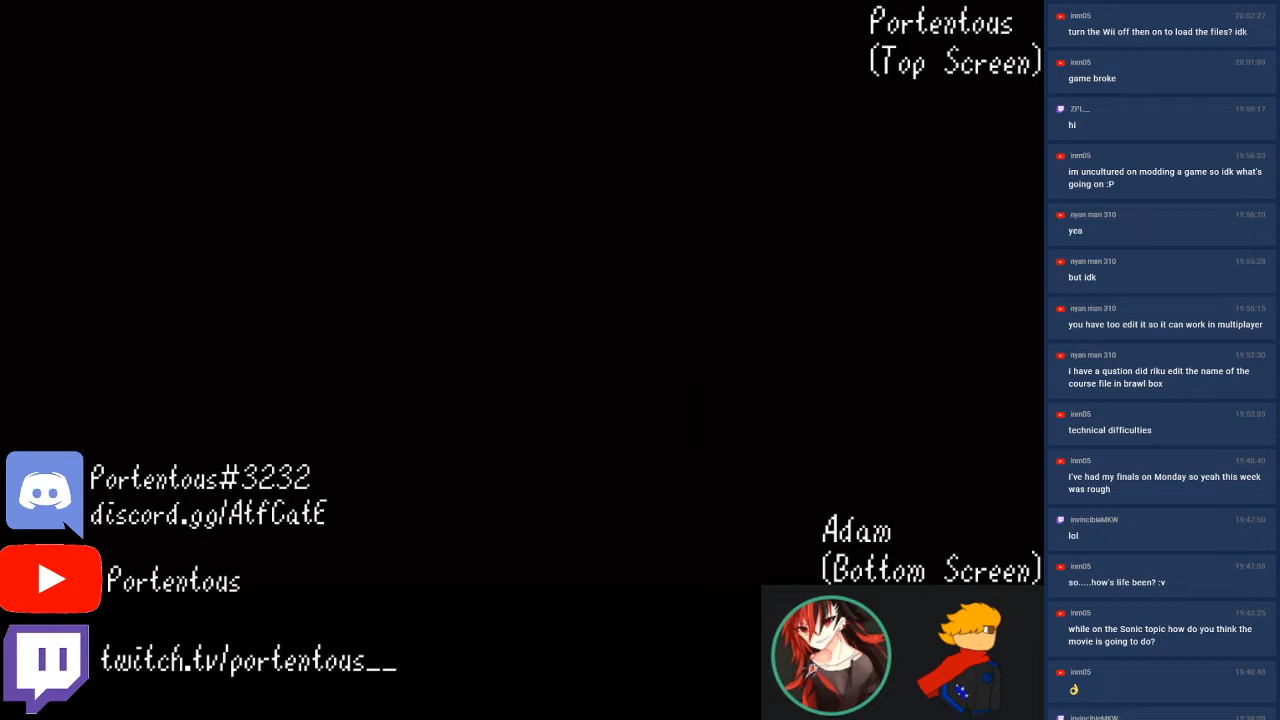 Portentous
(Top Screen)
Portentous#3232
discord.gg/AtfCatE
Portentous
twitch.tv/portentous__
Adam
(Bottom Screen)
inm05 20:02:27
turn the Wii off then on to load the files? idk
inm05 20:01:09
game broke
ZPL__ 19:59:17
hi
inm05 19:56:33
im uncultured on modding a game so idk what's
going on :P
nyan man 310 19:56:20
yea
nyan man 310 19:55:28
but idk
nyan man 310 19:55:15
you have too edit it so it can work in multiplayer
nyan man 310 19:53:30
i have a qustion did riku edit the name of the
course file in brawl box
inm05 19:53:03
technical difficulties
inm05 19:48:40
I've had my finals on Monday so yeah this week
was rough
invincibleMKW 19:47:50
lol
inm05 19:47:08
so.....how's life been? :v
inm05 19:43:25
while on the Sonic topic how do you think the
movie is going to do?
inm05 19:40:48
👌
invincibleMKW